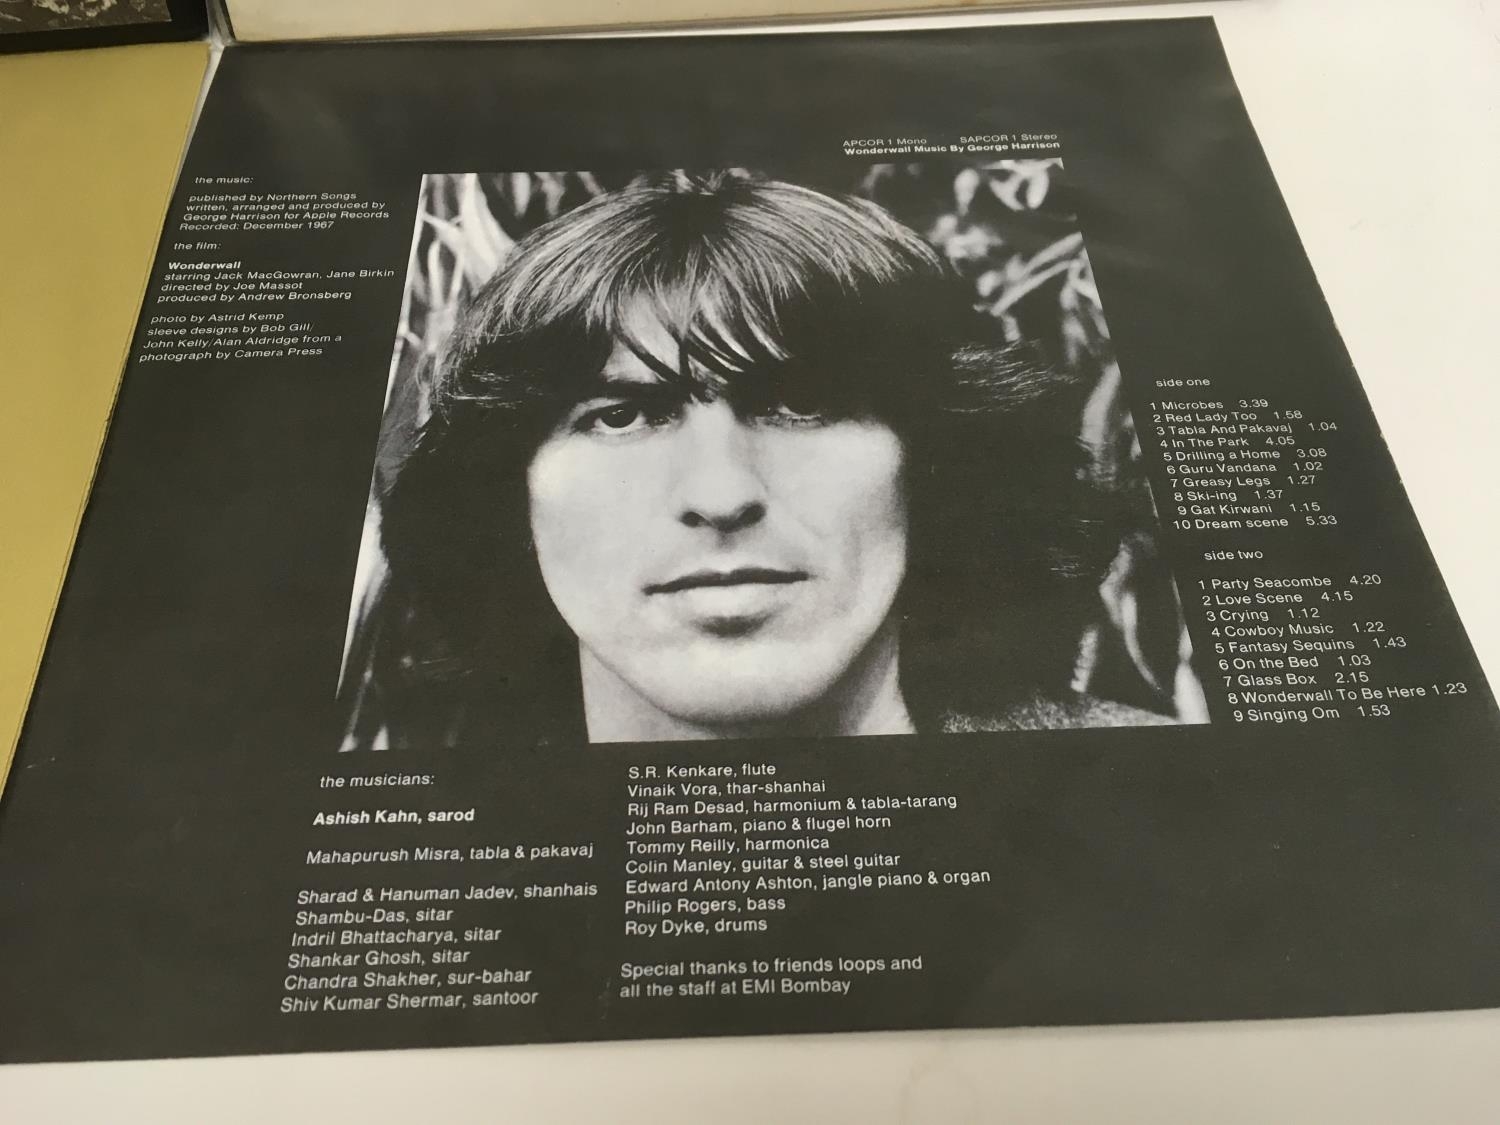 APCOR 1 Mono SAPCOR 1 Stereo
Wonderwall Music By George Harrison
the music:
published by Northern Songs
written, arranged and produced by
George Harrison for Apple Records
Recorded: December 1967
the film:
Wonderwall
starring Jack MacGowran, Jane Birkin
directed by Joe Massot
produced by Andrew Bronsberg
photo by Astrid Kemp
sleeve designs by Bob Gill/
John Kelly/Alan Aldridge from a
photograph by Camera Press
side one
1 Microbes 3.39
2 Red Lady Too 1.58
3 Tabla And Pakavaj 1.04
4 In The Park 4.05
5 Drilling a Home 3.08
6 Guru Vandana 1.02
7 Greasy Legs 1.27
8 Ski-ing 1.37
9 Gat Kirwani 1.15
10 Dream scene 5.33
side two
1 Party Seacombe 4.20
2 Love Scene 4.15
3 Crying 1.12
4 Cowboy Music 1.22
5 Fantasy Sequins 1.43
6 On the Bed 1.03
7 Glass Box 2.15
8 Wonderwall To Be Here 1.23
9 Singing Om 1.53
the musicians:
Ashish Kahn, sarod
Mahapurush Misra, tabla & pakavaj
Sharad & Hanuman Jadev, shanhais
Shambu-Das, sitar
Indril Bhattacharya, sitar
Shankar Ghosh, sitar
Chandra Shakher, sur-bahar
Shiv Kumar Shermar, santoor
S.R. Kenkare, flute
Vinaik Vora, thar-shanhai
Rij Ram Desad, harmonium & tabla-tarang
John Barham, piano & flugel horn
Tommy Reilly, harmonica
Colin Manley, guitar & steel guitar
Edward Antony Ashton, jangle piano & organ
Philip Rogers, bass
Roy Dyke, drums
Special thanks to friends loops and
all the staff at EMI Bombay